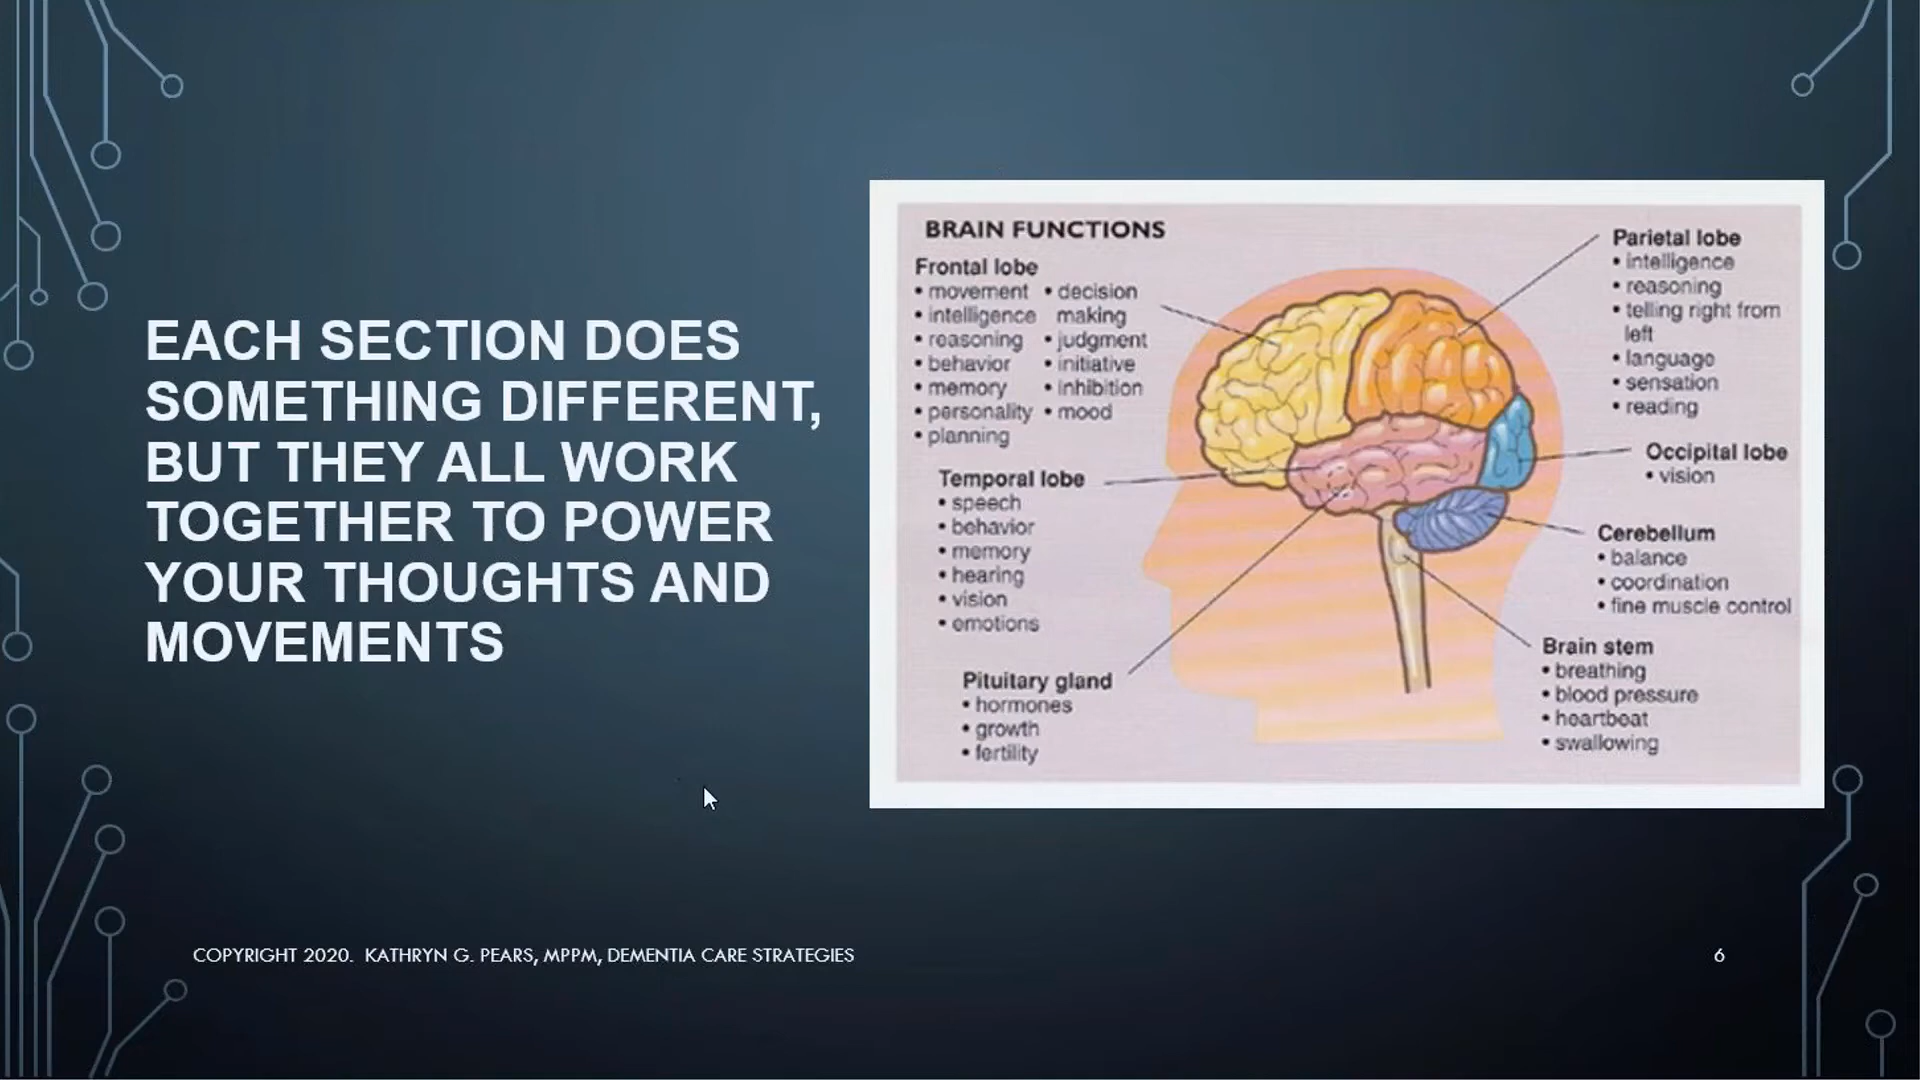 EACH SECTION DOES
SOMETHING DIFFERENT,
BUT THEY ALL WORK
TOGETHER TO POWER
YOUR THOUGHTS AND
MOVEMENTS
BRAIN FUNCTIONS
Frontal lobe
• movement
• intelligence
• reasoning
• behavior
• memory
• personality
• planning
• decision
making
• judgment
• initiative
• inhibition
• mood
Temporal lobe
• speech
• behavior
• memory
• hearing
• vision
• emotions
Pituitary gland
• hormones
• growth
• fertility
Parietal lobe
• intelligence
• reasoning
• telling right from
left
• language
• sensation
• reading
Occipital lobe
• vision
Cerebellum
• balance
• coordination
• fine muscle control
Brain stem
• breathing
• blood pressure
• heartbeat
• swallowing
COPYRIGHT 2020. KATHRYN G. PEARS, MPPM, DEMENTIA CARE STRATEGIES
6